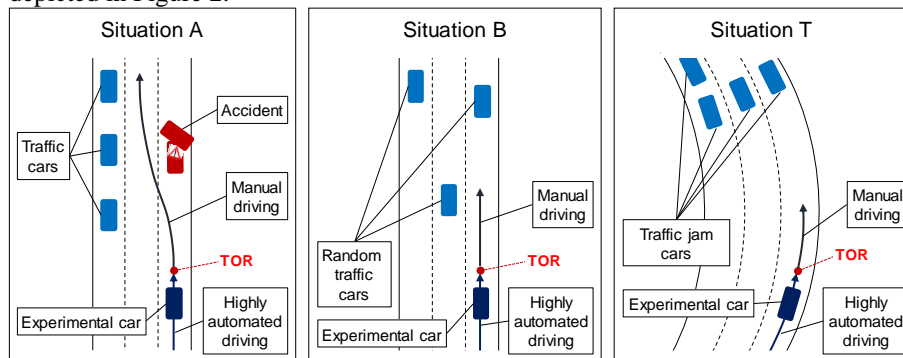 depicted in Figure 2.
Situation A
Accident
Traffic
cars
Manual
driving
TOR
Experimental car
Highly
automated
driving
Situation B
Manual
driving
Random
traffic
cars
TOR
Experimental car
Highly
automated
driving
Situation T
Manual
driving
Traffic jam
cars
TOR
Experimental car
Highly
automated
driving